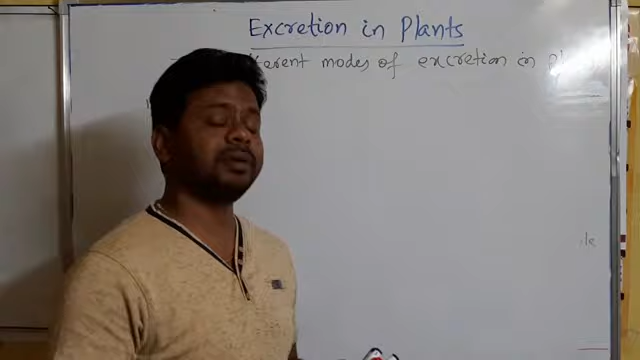 Excretion in Plants
modes of excretion in